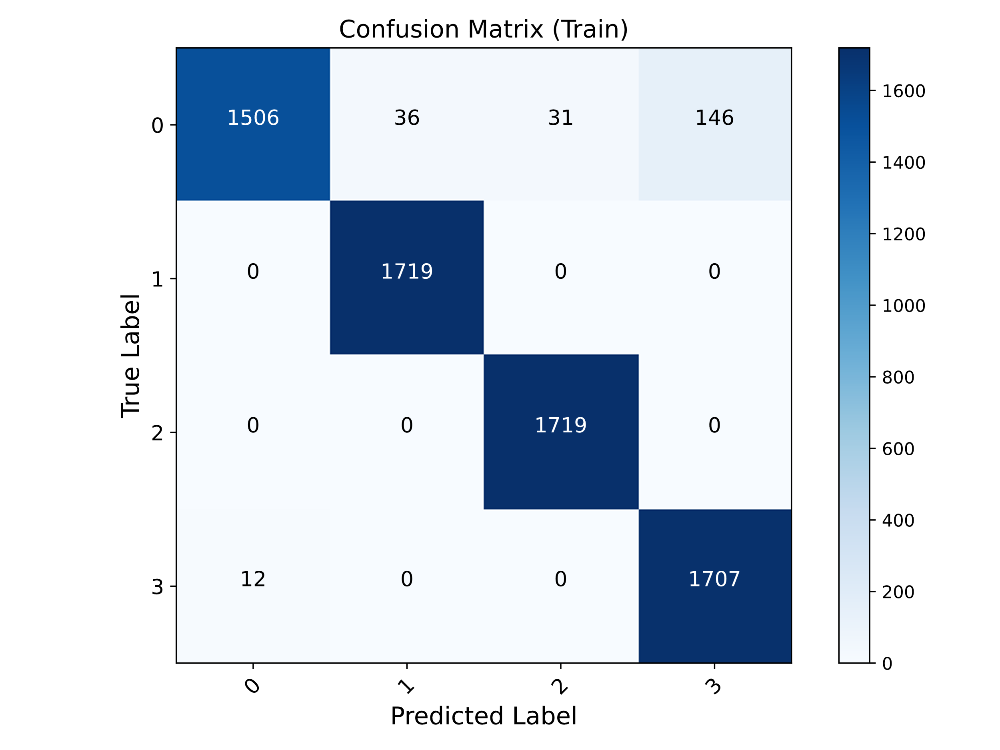 Confusion Matrix (Train)
True Label
0 1506 36 31 146
1 0 1719 0 0
2 0 0 1719 0
3 12 0 0 1707
0 1 2 3
Predicted Label
1600
1400
1200
1000
800
600
400
200
0